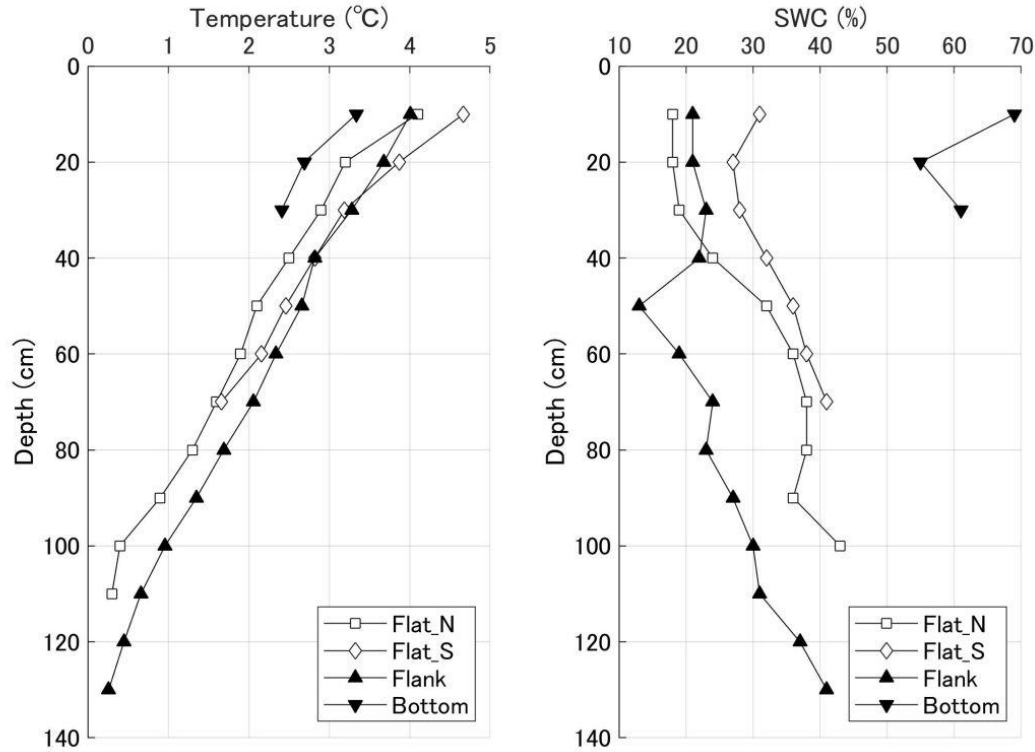 Temperature (℃)
0 1 2 3 4 5
0
20
40
60
80
100
120
140
Depth (cm)
Flat_N
Flat_S
Flank
Bottom
SWC (%)
10 20 30 40 50 60 70
0
20
40
60
80
100
120
140
Depth (cm)
Flat_N
Flat_S
Flank
Bottom